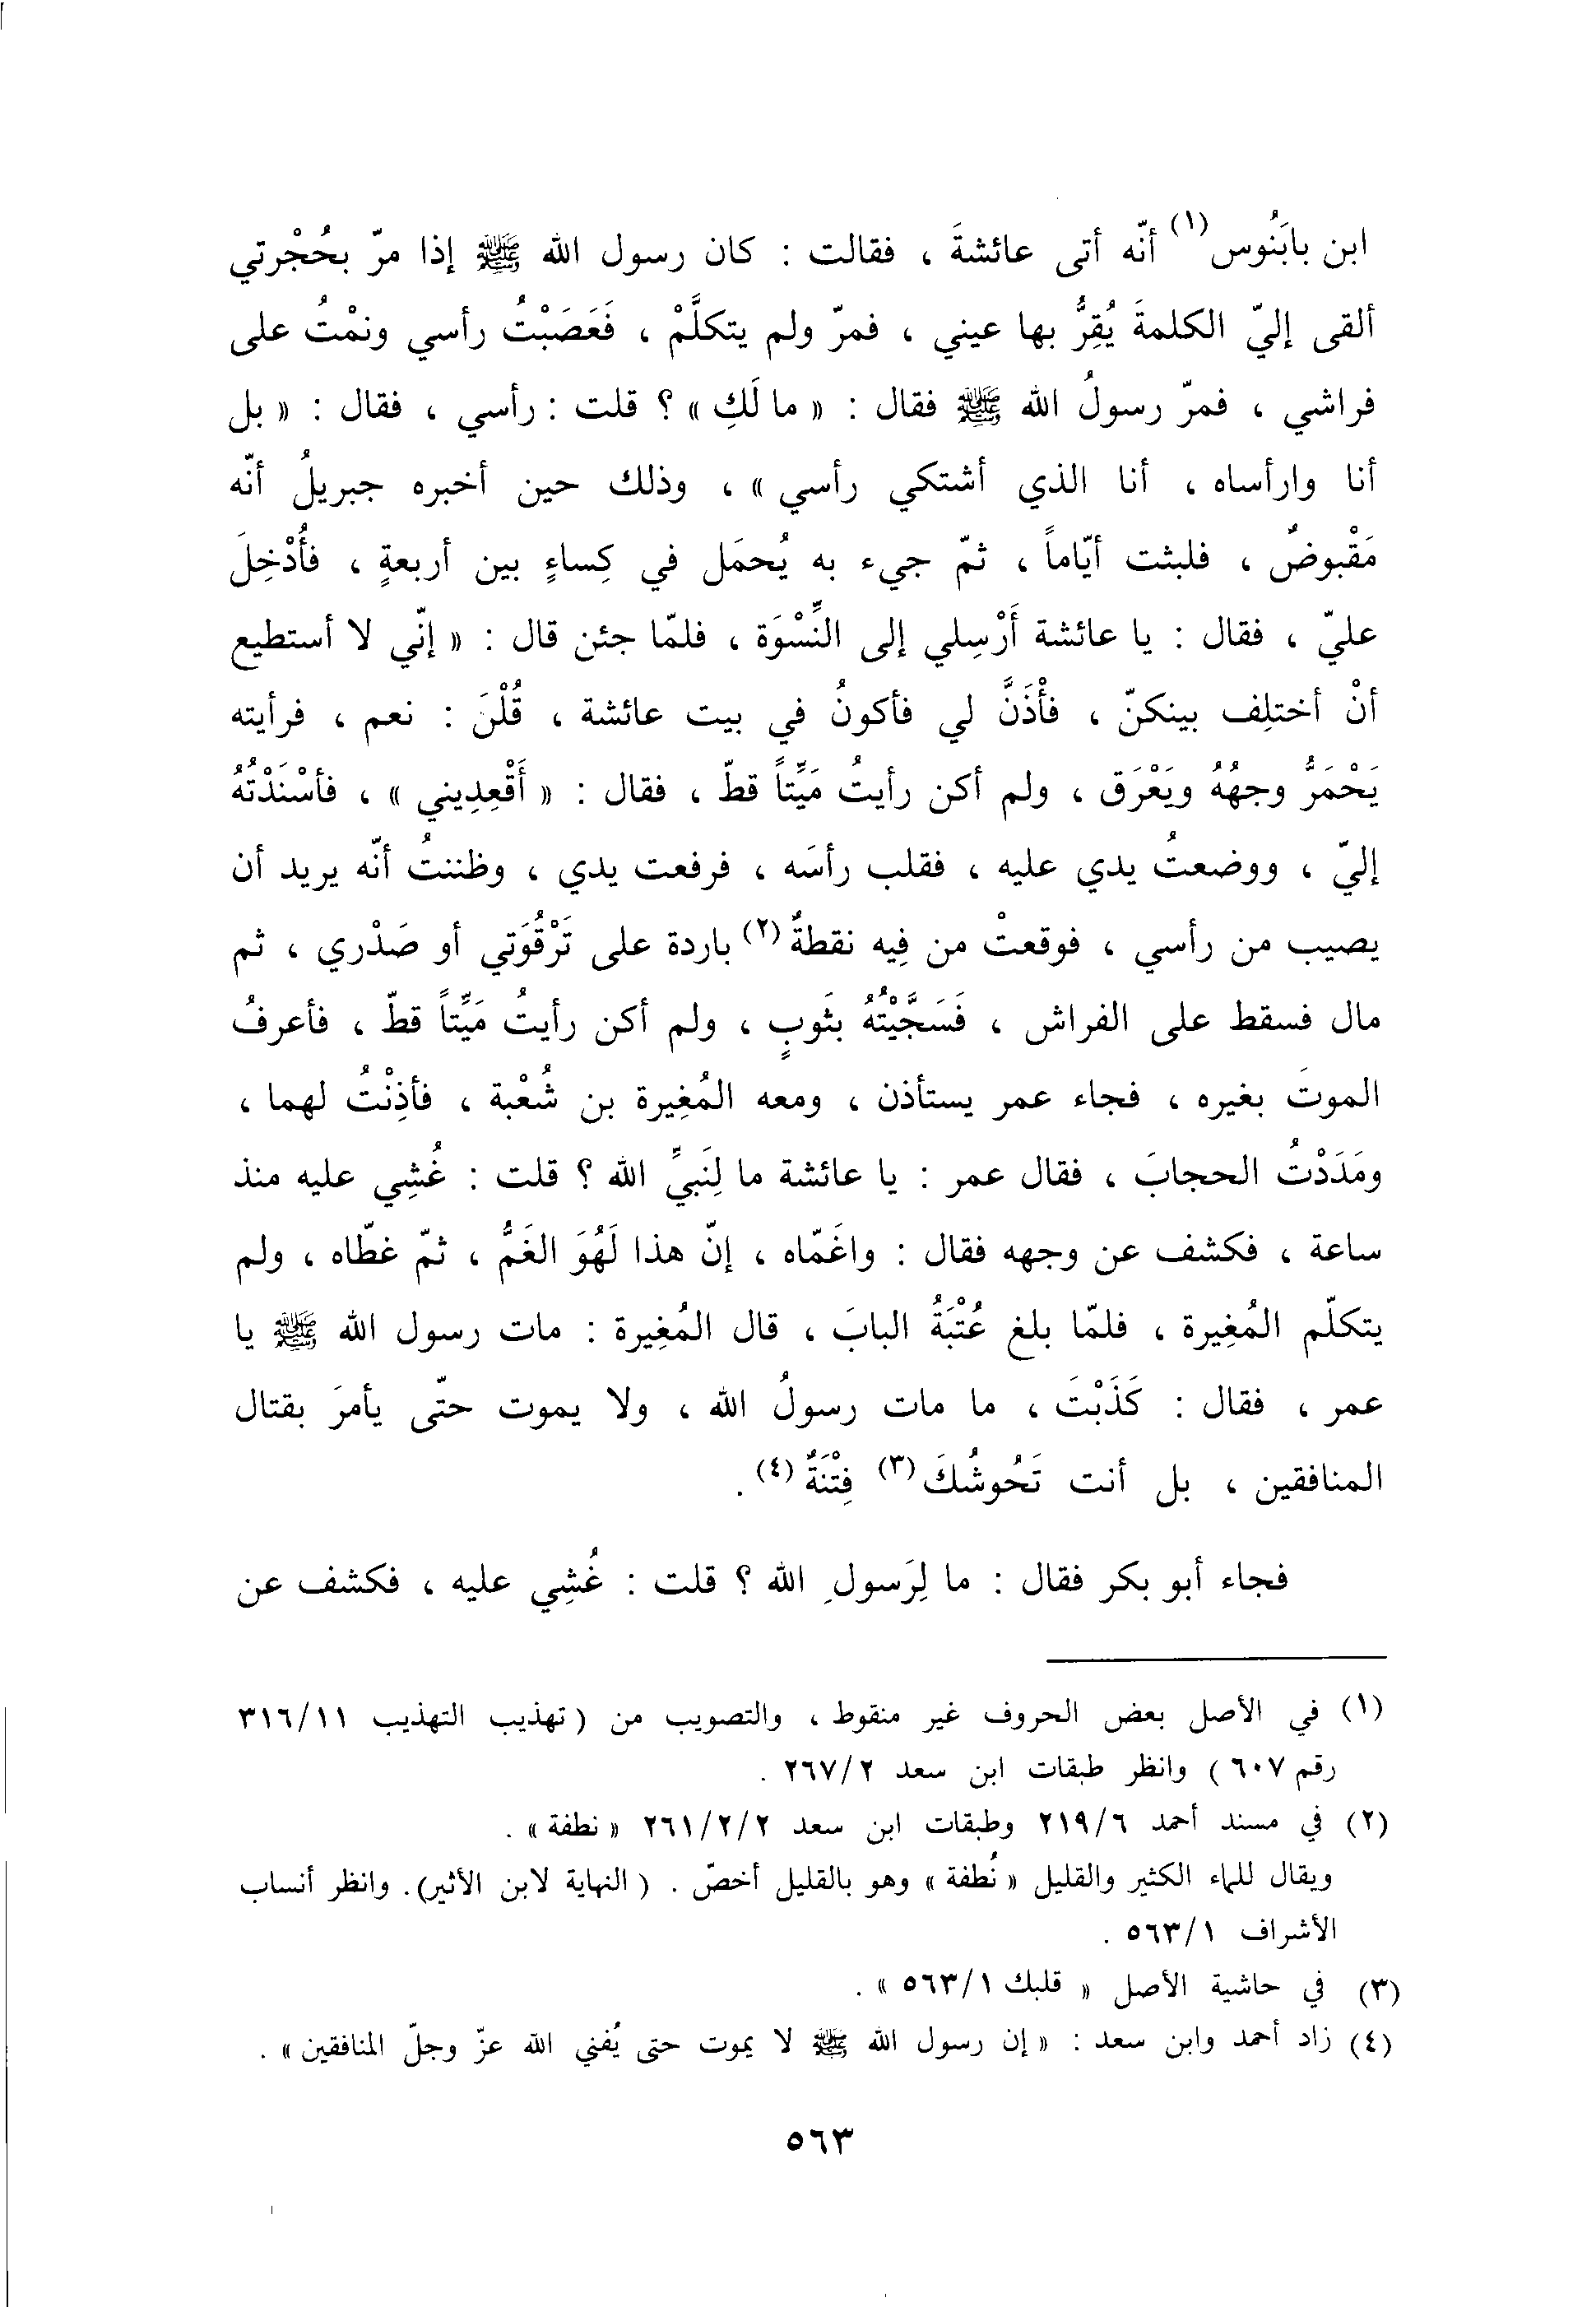 ابن بابَنُوس(١) أنّه أتى عائشةَ ، فقالت : كان رسول الله ﷺ إذا مرّ بحُجْرتي
ألقى إليّ الكلمةَ يُقِرُّ بها عيني ، فمرّ ولم يتكلَّمْ ، فَعَصَبْتُ رأسي ونمْتُ على
فراشي ، فمرّ رسولُ الله ﷺ فقال : « ما لَكِ » ؟ قلت : رأسي ، فقال : « بل
أنا وارأساه ، أنا الذي أشتكي رأسي » ، وذلك حين أخبره جبريلُ أنّه
مَقْبوضٌ ، فلبثت أيّاماً ، ثمّ جيء به يُحمَل في كِساءٍ بين أربعةٍ ، فأُدْخِلَ
عليّ ، فقال : يا عائشة أَرْسِلي إلى النِّسْوَة ، فلمّا جئن قال : « إنّي لا أستطيع
أنْ أختلِف بينكنّ ، فأْذَنَّ لي فأكونُ في بيت عائشة ، قُلْنَ : نعم ، فرأيته
يَحْمَرُّ وجهُهُ ويَعْرَق ، ولم أكن رأيتُ مَيِّتاً قطّ ، فقال : « أَقْعِدِيني » ، فأسْنَدْتُهُ
إليّ ، ووضعتُ يدي عليه ، فقلب رأسَه ، فرفعت يدي ، وظننتُ أنّه يريد أن
يصيب من رأسي ، فوقعتْ من فِيه نقطةٌ(٢) باردة على تَرْقُوَتي أو صَدْري ، ثم
مال فسقط على الفراش ، فَسَجَّيْتُهُ بثَوبٍ ، ولم أكن رأيتُ مَيِّتاً قطّ ، فأعرفُ
الموتَ بغيره ، فجاء عمر يستأذن ، ومعه المُغِيرة بن شُعْبة ، فأذِنْتُ لهما ،
ومَدَدْتُ الحجابَ ، فقال عمر : يا عائشة ما لِنَبيِّ الله ؟ قلت : غُشِي عليه منذ
ساعة ، فكشف عن وجهه فقال : واغَمّاه ، إنّ هذا لَهُوَ الغَمُّ ، ثمّ غطّاه ، ولم
يتكلّم المُغِيرة ، فلمّا بلغ عُتْبَةُ البابَ ، قال المُغِيرة : مات رسول الله ﷺ يا
عمر ، فقال : كَذَبْتَ ، ما مات رسولُ الله ، ولا يموت حتّى يأمرَ بقتال
المنافقين ، بل أنت تَحُوشُكَ(٣) فِتْنَةٌ(٤) .
فجاء أبو بكر فقال : ما لِرَسولِ الله ؟ قلت : غُشِي عليه ، فكشف عن
(١) في الأصل بعض الحروف غير منقوط ، والتصويب من ( تهذيب التهذيب ٣١٦/١١
رقم ٦٠٧ ) وانظر طبقات ابن سعد ٢٦٧/٢ .
(٢) في مسند أحمد ٢١٩/٦ وطبقات ابن سعد ٢٦١/٢/٢ « نطفة » .
ويقال للماء الكثير والقليل « نُطفة » وهو بالقليل أخصّ . ( النهاية لابن الأثير). وانظر أنساب
الأشراف ٥٦٣/١ .
(٣) في حاشية الأصل « قلبك ٥٦٣/١ » .
(٤) زاد أحمد وابن سعد : « إن رسول الله ﷺ لا يموت حتى يُفني الله عزّ وجلّ المنافقين » .
٥٦٣